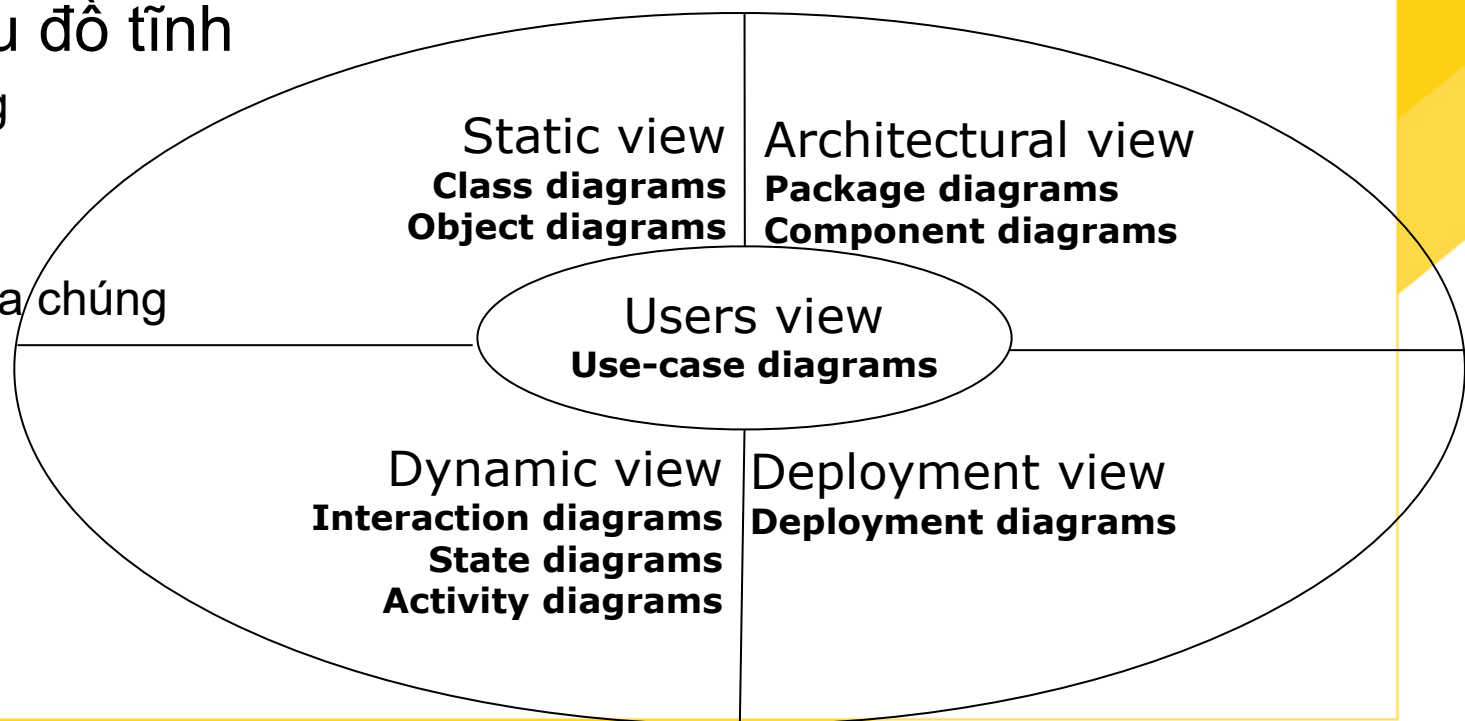 đồ tĩnh
chúng
Static view
Class diagrams
Object diagrams
Architectural view
Package diagrams
Component diagrams
Users view
Use-case diagrams
Dynamic view
Interaction diagrams
State diagrams
Activity diagrams
Deployment view
Deployment diagrams